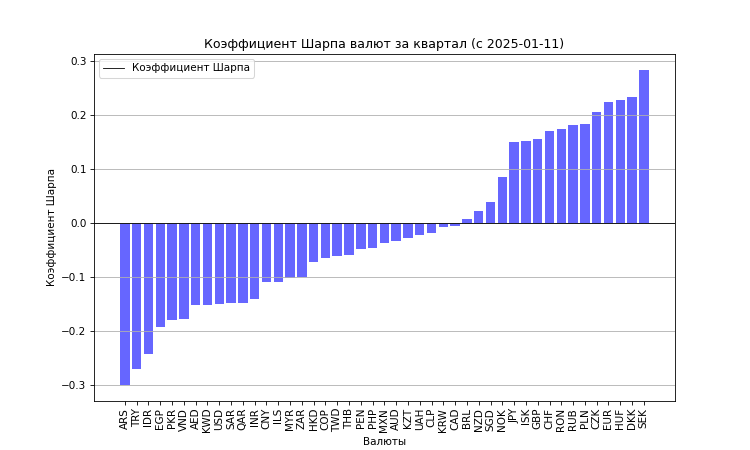 Коэффициент Шарпа валют за квартал (с 2025-01-11)
Коэффициент Шарпа
0.3
0.2
0.1
0.0
−0.1
−0.2
−0.3
Коэффициент Шарпа
ARS TRY IDR EGP PKR VND AED KWD USD SAR QAR INR CNY ILS MYR ZAR HKD COP TWD THB PEN PHP MXN AUD KZT UAH CLP KRW CAD BRL NZD SGD NOK JPY ISK GBP CHF RON RUB PLN CZK EUR HUF DKK SEK
Валюты